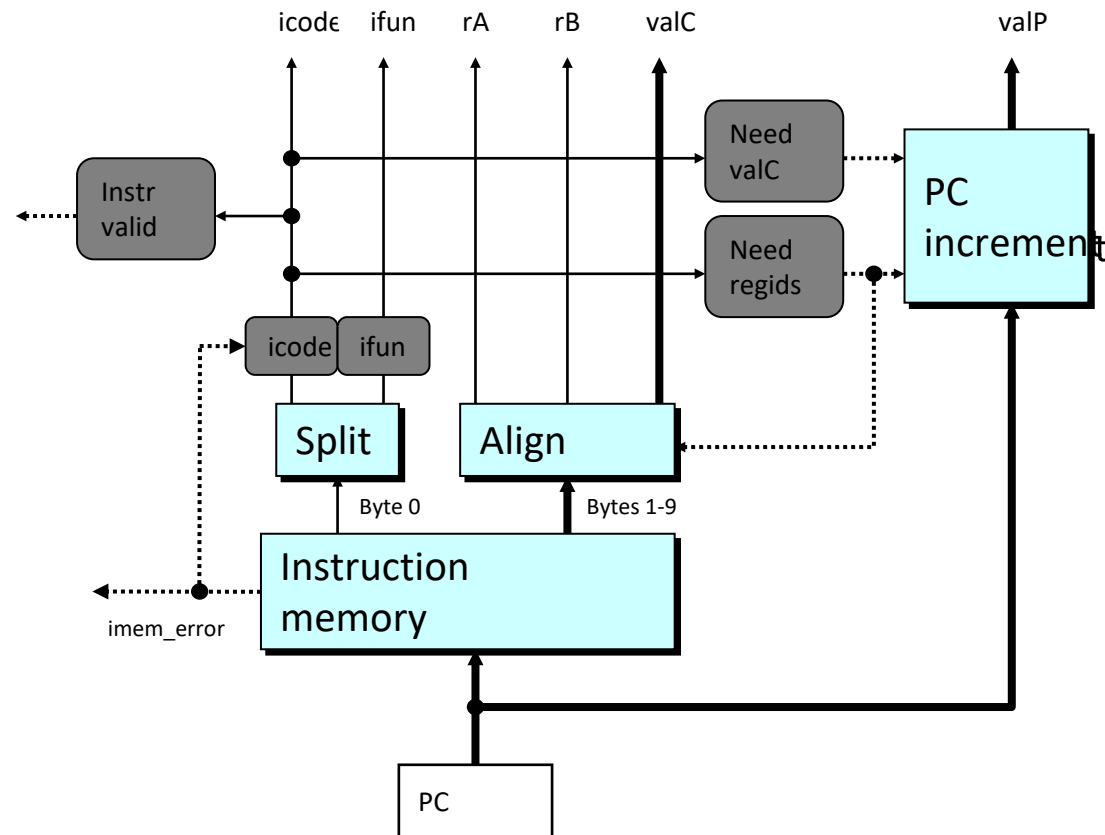 icode ifun rA rB valC valP
Need
valC
PC
increment
Instr
valid
Need
regids
icode ifun
Split Align
Byte 0 Bytes 1-9
Instruction
memory
imem_error
PC